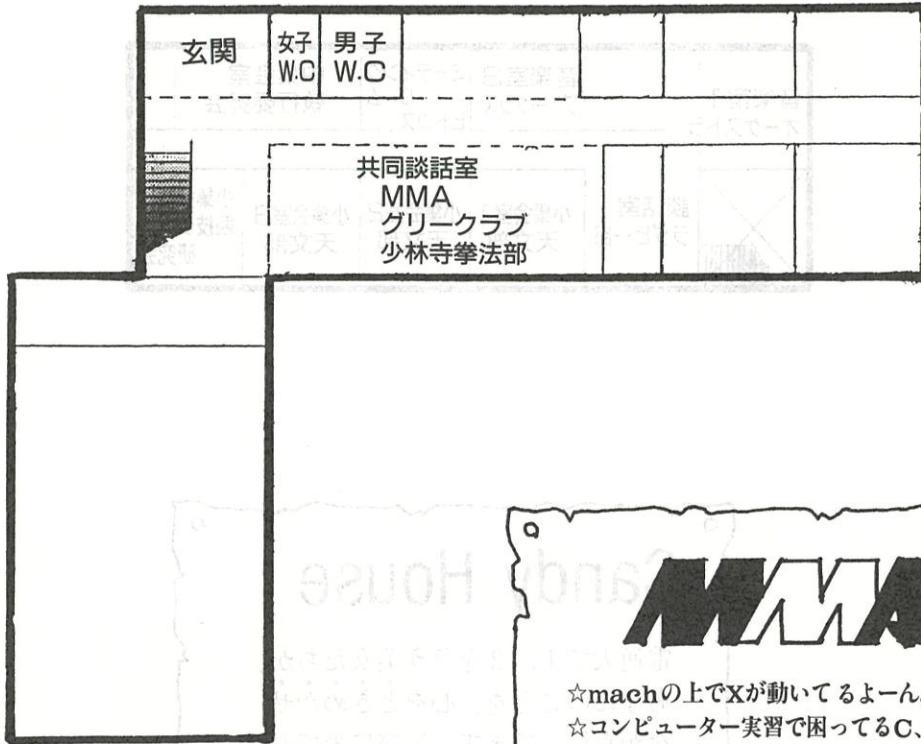 玄関
女子
W.C
男子
W.C
共同談話室
MMA
グリークラブ
少林寺拳法部
MMA
☆machの上でXが動いてるよーん
☆コンピューター実習で困ってるC、